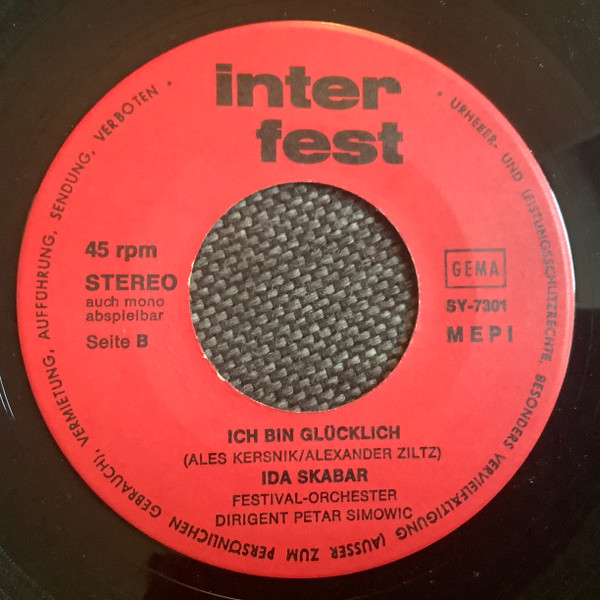 inter
fest
45 rpm
STEREO
auch mono
abspielbar
Seite B
GEMA
SY-7301
MEPI
ICH BIN GLÜCKLICH
(ALES KERSNIK/ALEXANDER ZILTZ)
IDA SKABAR
FESTIVAL-ORCHESTER
DIRIGENT PETAR SIMOWIC
• URHEBER- UND LEISTUNGSSCHUTZRECHTE, BESONDERS VERVIELFÄLTIGUNG (AUSSER ZUM PERSÖNLICHEN GEBRAUCH), VERMIETUNG, AUFFÜHRUNG, SENDUNG, VERBOTEN •